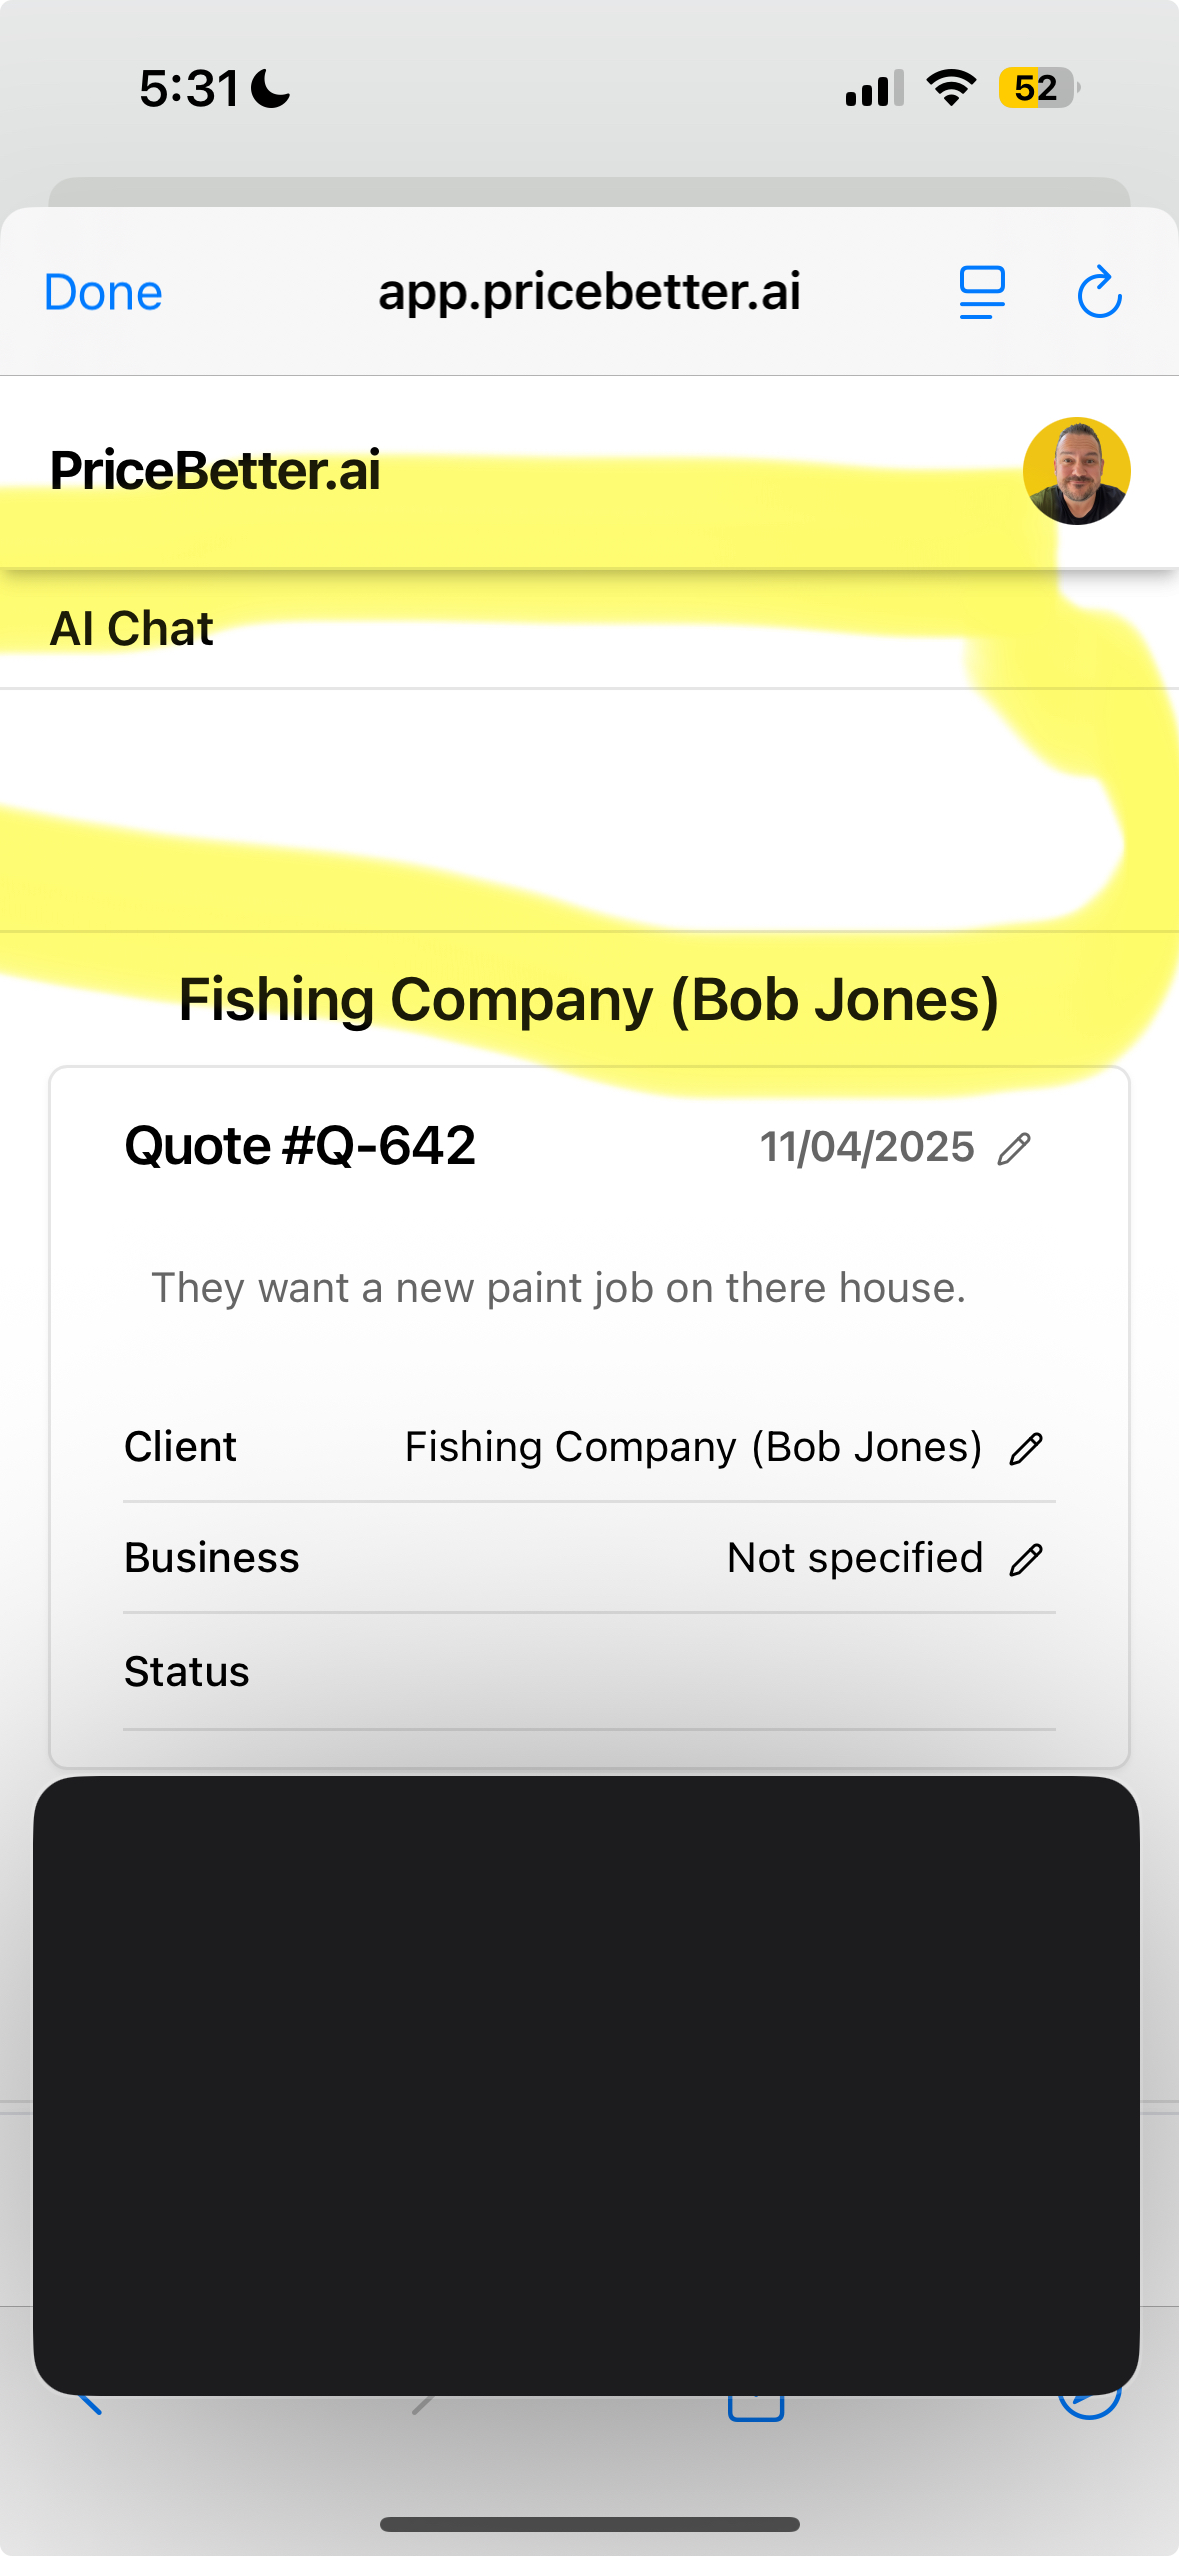 5:31
52
Done
app.pricebetter.ai
PriceBetter.ai
AI Chat
Fishing Company (Bob Jones)
Quote #Q-642 11/04/2025
They want a new paint job on there house.
Client Fishing Company (Bob Jones)
Business Not specified
Status